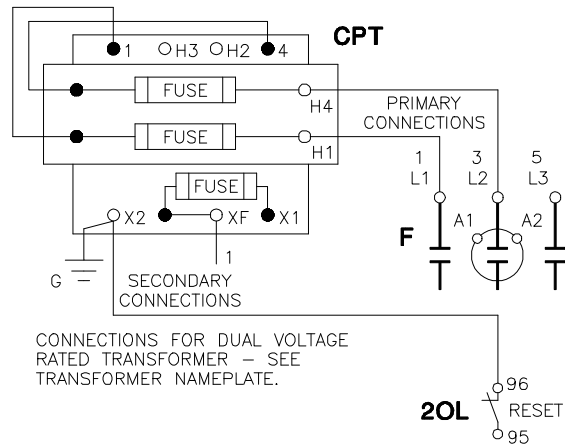 CPT
1 H3 H2 4
FUSE
H4
FUSE
H1
PRIMARY
CONNECTIONS
FUSE
X2 XF X1
G
1
SECONDARY
CONNECTIONS
1 3 5
L1 L2 L3
F A1 A2
CONNECTIONS FOR DUAL VOLTAGE
RATED TRANSFORMER – SEE
TRANSFORMER NAMEPLATE.
96
2OL RESET
95